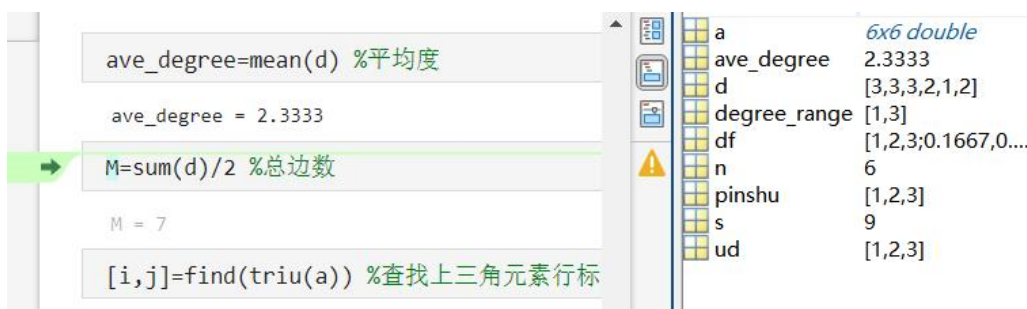 ave_degree=mean(d) %平均度
ave_degree = 2.3333
M=sum(d)/2 %总边数
M = 7
[i,j]=find(triu(a)) %查找上三角元素行标
a 6x6 double
ave_degree 2.3333
d [3,3,3,2,1,2]
degree_range [1,3]
df [1,2,3;0.1667,0....
n 6
pinshu [1,2,3]
s 9
ud [1,2,3]